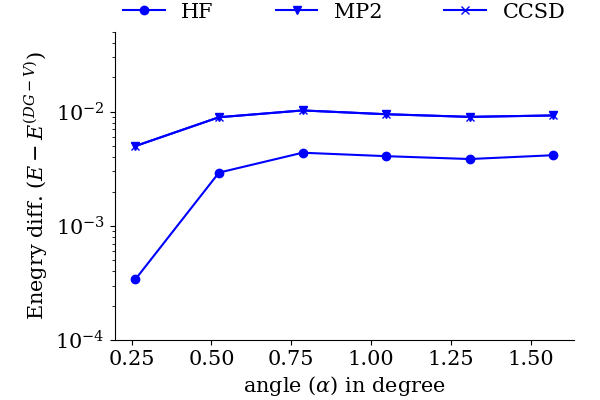 HF MP2 CCSD
Enegry diff. (E − E^(DG−V))
10^−2
10^−3
10^−4
0.25 0.50 0.75 1.00 1.25 1.50
angle (α) in degree